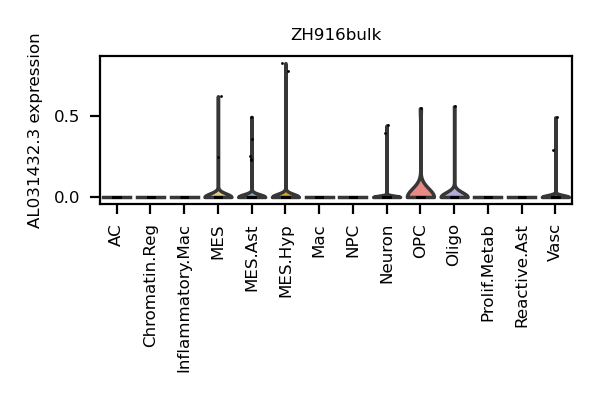 ZH916bulk
AL031432.3 expression
0.5
0.0
AC
Chromatin.Reg
Inflammatory.Mac
MES
MES.Ast
MES.Hyp
Mac
NPC
Neuron
OPC
Oligo
Prolif.Metab
Reactive.Ast
Vasc